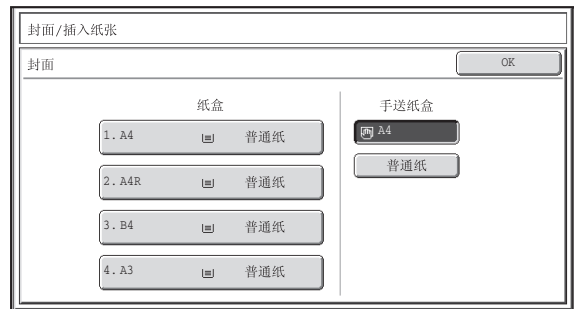 封面/插入纸张
封面
OK
纸盒
1. A4 普通纸
2. A4R 普通纸
3. B4 普通纸
4. A3 普通纸
手送纸盒
A4
普通纸